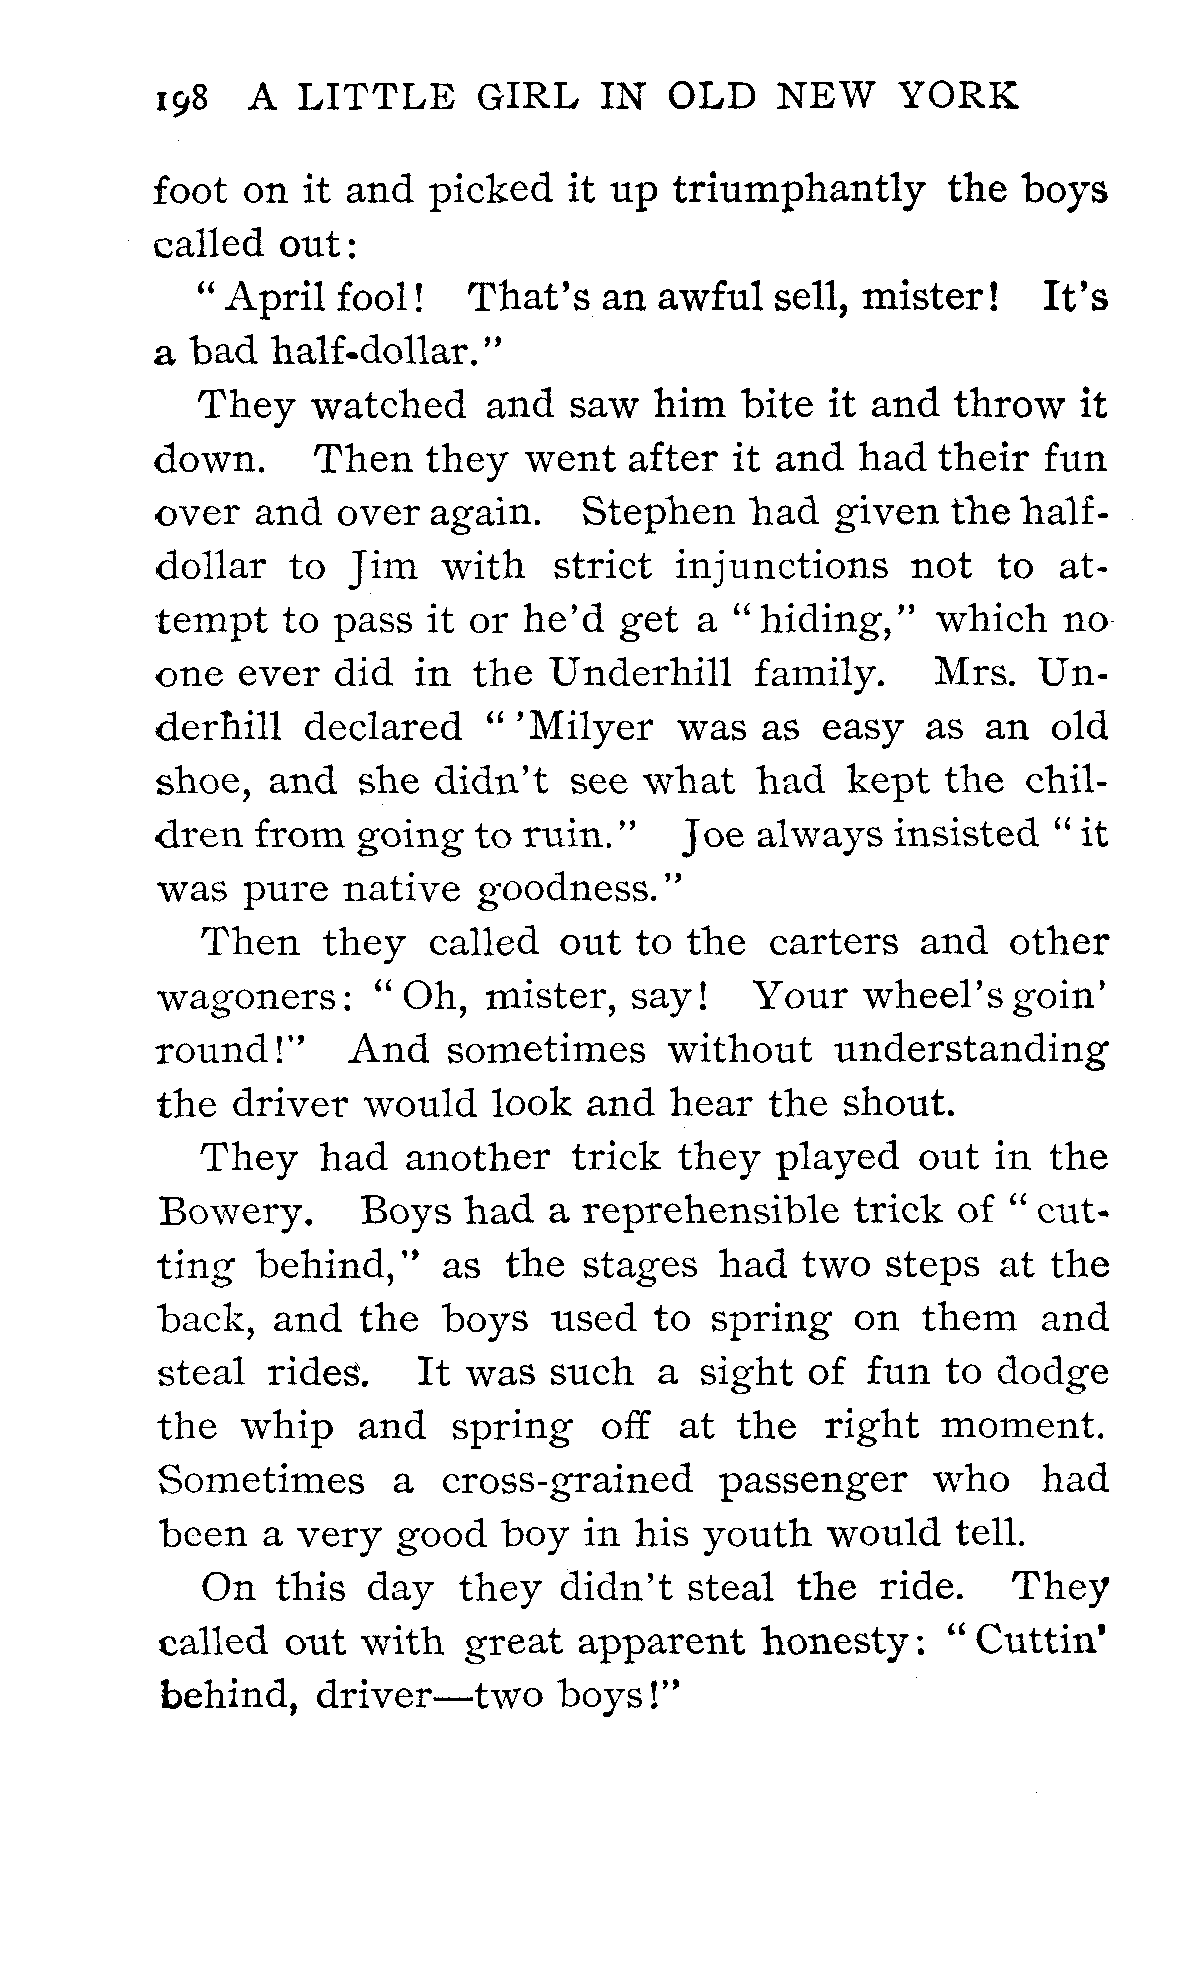 198 A LITTLE GIRL IN OLD NEW YORK
foot on it and picked it up triumphantly the boys
called out:
“ April fool! That’s an awful sell, mister! It’s
a bad half-dollar.”
They watched and saw him bite it and throw it
down. Then they went after it and had their fun
over and over again. Stephen had given the half-
dollar to Jim with strict injunctions not to at-
tempt to pass it or he’d get a “ hiding,” which no
one ever did in the Underhill family. Mrs. Un-
derhill declared “ ’Milyer was as easy as an old
shoe, and she didn’t see what had kept the chil-
dren from going to ruin.” Joe always insisted “ it
was pure native goodness.”
Then they called out to the carters and other
wagoners: “ Oh, mister, say! Your wheel’s goin’
round!” And sometimes without understanding
the driver would look and hear the shout.
They had another trick they played out in the
Bowery. Boys had a reprehensible trick of “ cut-
ting behind,” as the stages had two steps at the
back, and the boys used to spring on them and
steal rides. It was such a sight of fun to dodge
the whip and spring off at the right moment.
Sometimes a cross-grained passenger who had
been a very good boy in his youth would tell.
On this day they didn’t steal the ride. They
called out with great apparent honesty: “ Cuttin’
behind, driver—two boys!”